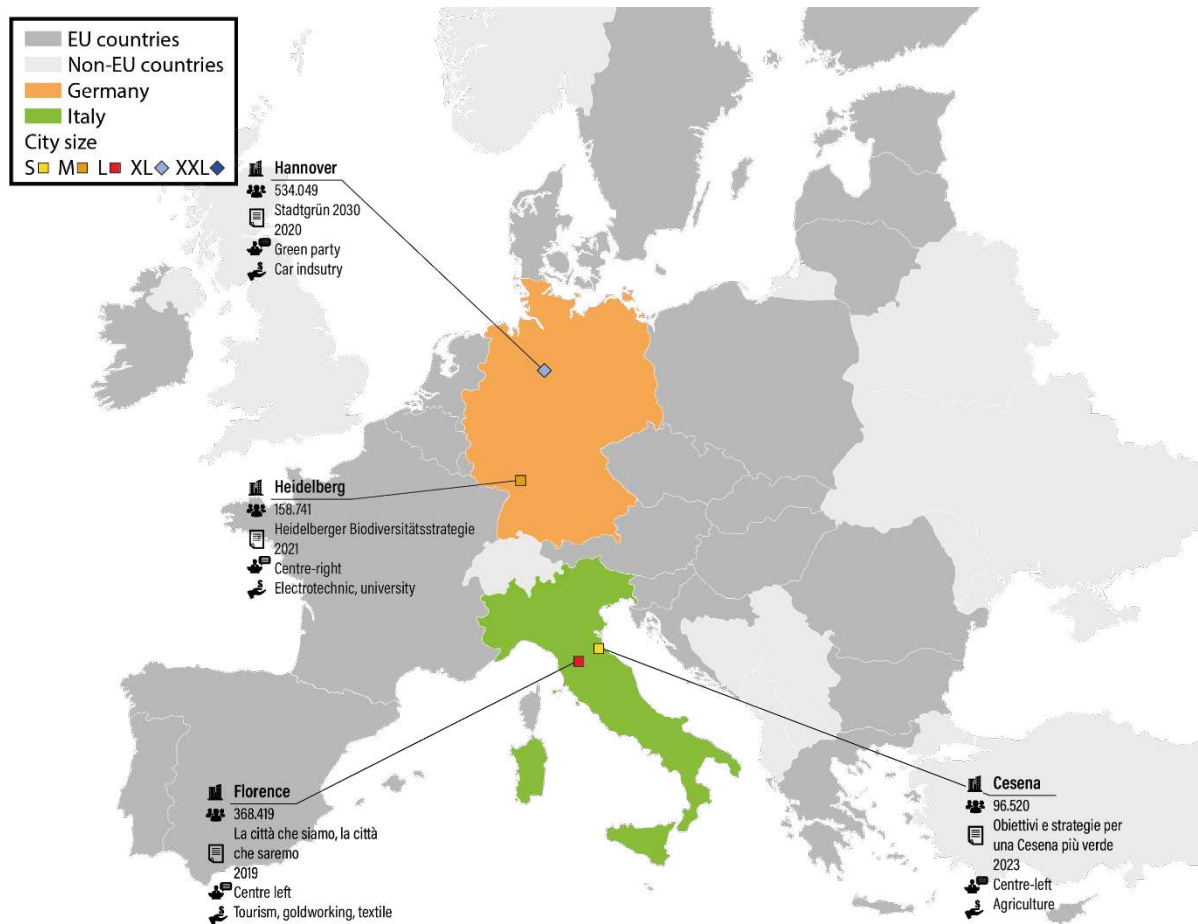 EU countries
Non-EU countries
Germany
Italy
City size
S M L XL XXL
Hannover
534.049
Stadtgrün 2030
2020
Green party
Car indsutry
Heidelberg
158.741
Heidelberger Biodiversitätsstrategie
2021
Centre-right
Electrotechnic, university
Florence
368.419
La città che siamo, la città
che saremo
2019
Centre left
Tourism, goldworking, textile
Cesena
96.520
Obiettivi e strategie per
una Cesena più verde
2023
Centre-left
Agriculture